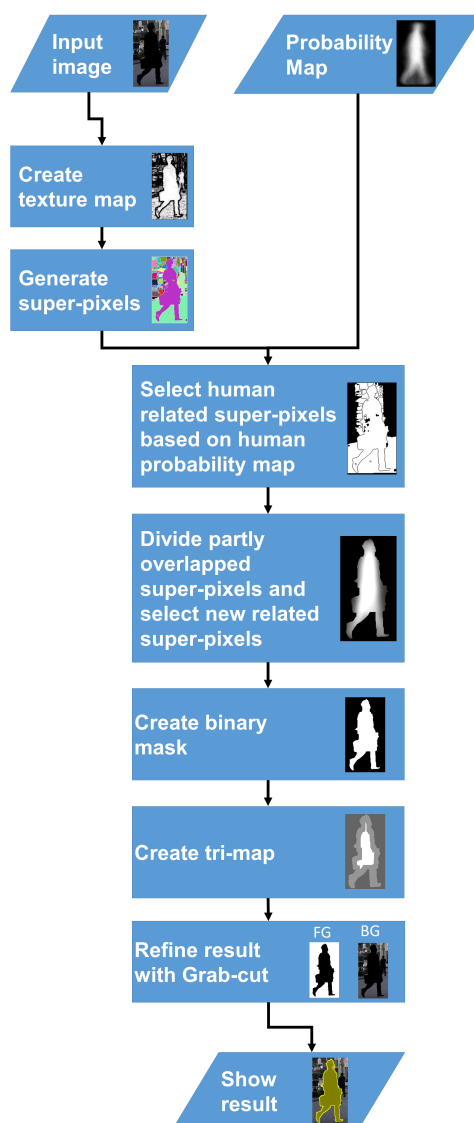 Input
image
Probability
Map
Create
texture map
Generate
super-pixels
Select human
related super-pixels
based on human
probability map
Divide partly
overlapped
super-pixels and
select new related
super-pixels
Create binary
mask
Create tri-map
FG BG
Refine result
with Grab-cut
Show
result